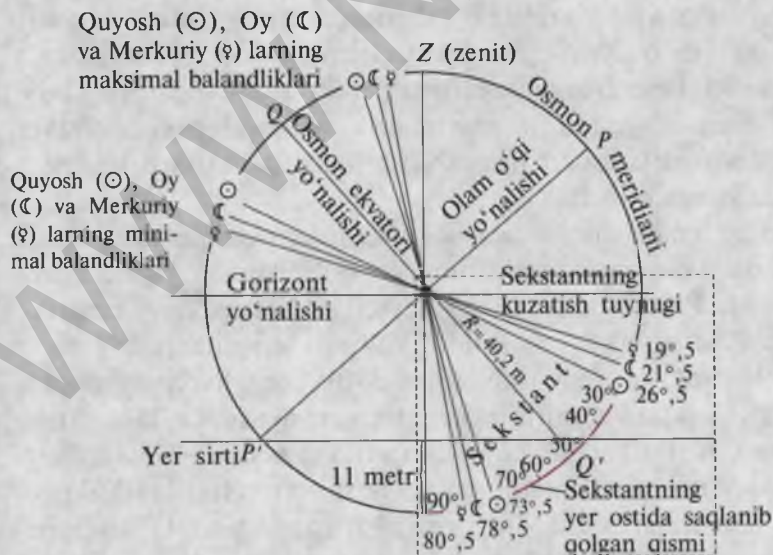 Quyosh (☉), Oy (☾)
va Merkuriy (☿) larning
maksimal balandliklari
Z (zenit)
☉☾☿
Osmon P meridiani
Q Osmon ekvatori
yo‘nalishi
Olam o‘qi
yo‘nalishi
Quyosh (☉), Oy
(☾) va Merkuriy
(☿) larning mini-
mal balandliklari
☉
☾
☿
Gorizont
yo‘nalishi
Sekstantning
kuzatish tuynugi
R=40,2 m
Sekstant
☿ 19°,5
☾ 21°,5
☉ 26°,5
30°
40°
50°
60°
70°
Yer sirti P'
11 metr
Q'
90°
☿ ☾ ☉ 73°,5
78°,5
80°,5
Sekstantning
yer ostida saqlanib
qolgan qismi
www